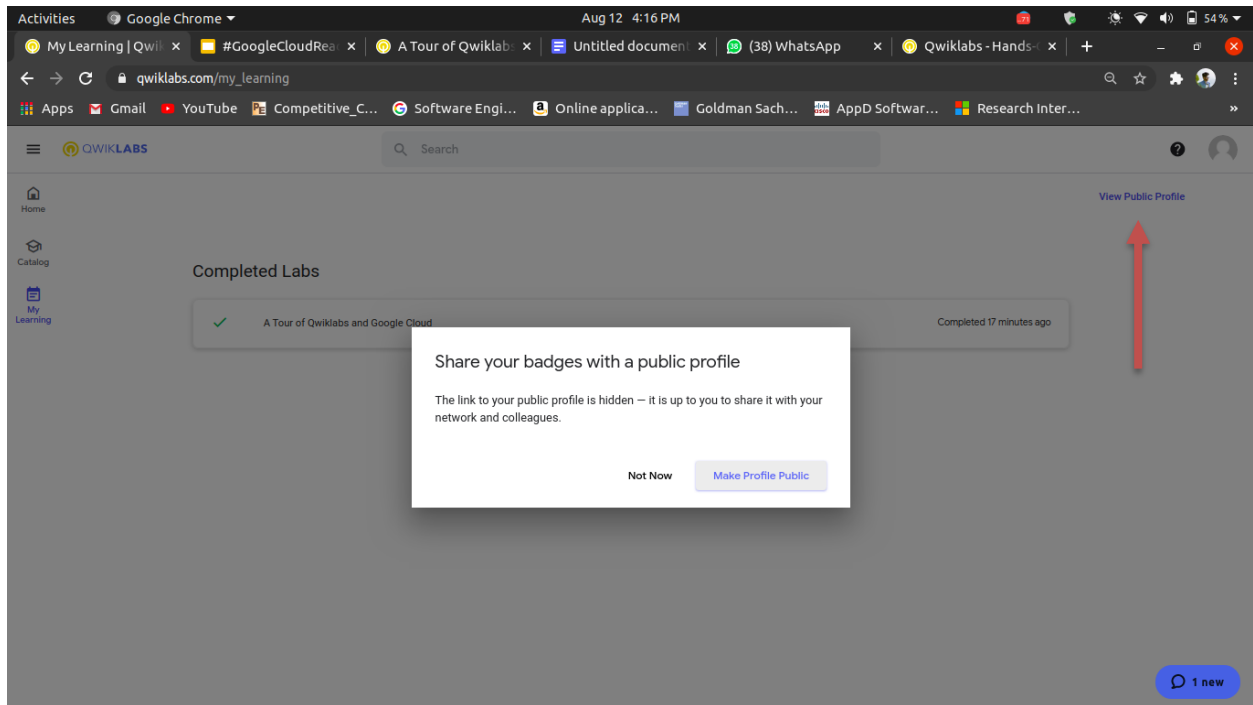 Activities Google Chrome Aug 12 4:16 PM 54 %
My Learning | Qwik #GoogleCloudRea A Tour of Qwiklabs Untitled document (38) WhatsApp Qwiklabs - Hands-
qwiklabs.com/my_learning
Apps Gmail YouTube Competitive_C... Software Engi... Online applica... Goldman Sach... AppD Softwar... Research Inter... »
QWIKLABS Search
Home
View Public Profile
Catalog
My
Learning
Completed Labs
A Tour of Qwiklabs and Google Cloud Completed 17 minutes ago
Share your badges with a public profile
The link to your public profile is hidden — it is up to you to share it with your
network and colleagues.
Not Now Make Profile Public
1 new